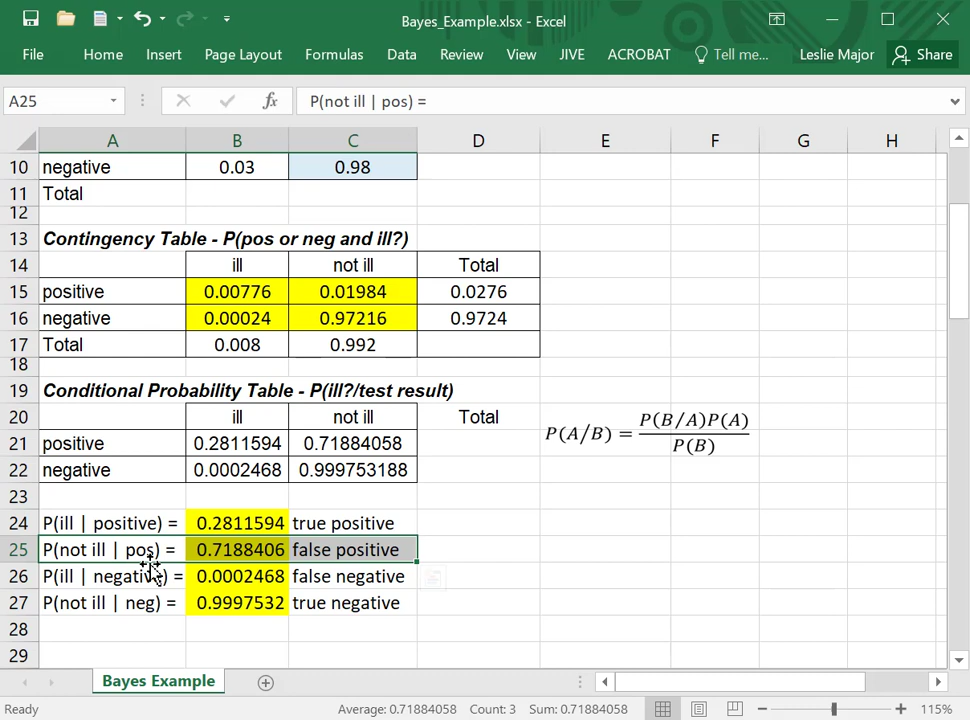 Bayes_Example.xlsx - Excel
File Home Insert Page Layout Formulas Data Review View JIVE ACROBAT Tell me... Leslie Major Share
A25 fx P(not ill | pos) =
A B C D E F G H
10 negative 0.03 0.98
11 Total
12
13 Contingency Table - P(pos or neg and ill?)
14 ill not ill Total
15 positive 0.00776 0.01984 0.0276
16 negative 0.00024 0.97216 0.9724
17 Total 0.008 0.992
18
19 Conditional Probability Table - P(ill?/test result)
20 ill not ill Total
21 positive 0.2811594 0.71884058
P(A/B) = P(B/A)P(A) / P(B)
22 negative 0.0002468 0.999753188
23
24 P(ill | positive) = 0.2811594 true positive
25 P(not ill | pos) = 0.7188406 false positive
26 P(ill | negative) = 0.0002468 false negative
27 P(not ill | neg) = 0.9997532 true negative
28
29
Bayes Example
Ready Average: 0.71884058 Count: 3 Sum: 0.71884058 115%